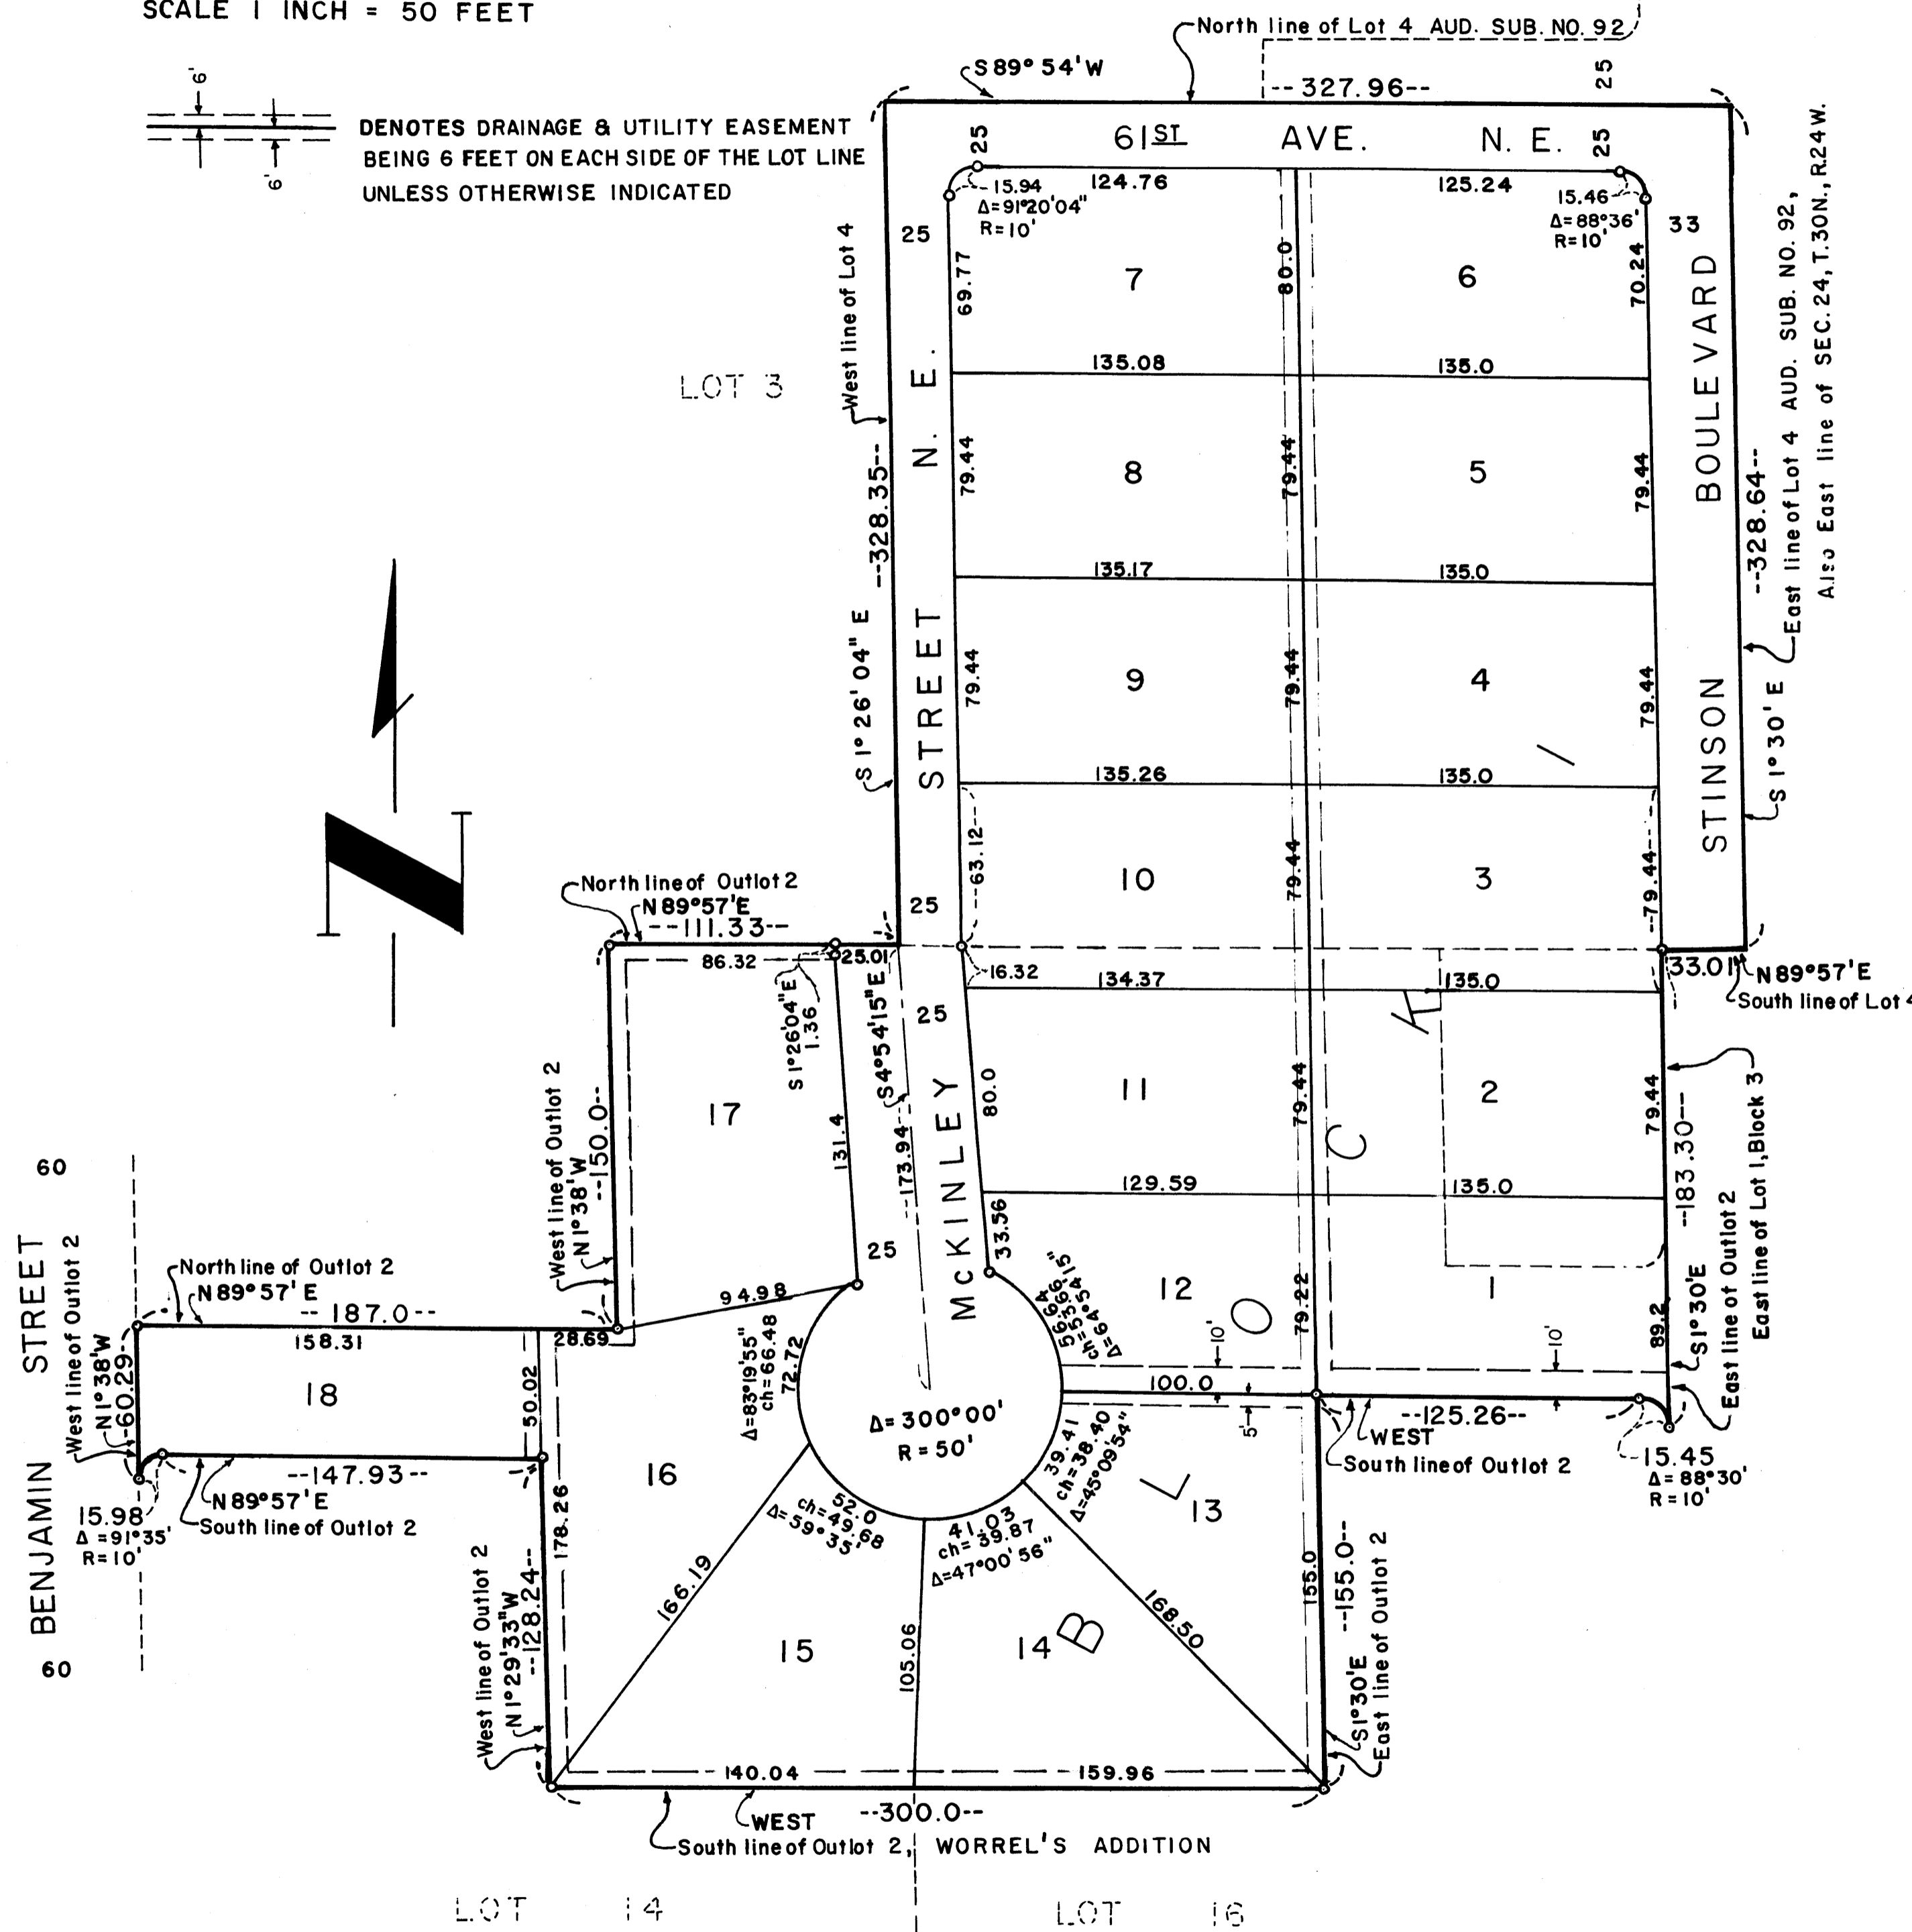 SCALE 1 INCH = 50 FEET
6'
6'
DENOTES DRAINAGE & UTILITY EASEMENT
BEING 6 FEET ON EACH SIDE OF THE LOT LINE
UNLESS OTHERWISE INDICATED
North line of Lot 4 AUD. SUB. NO. 92
S 89° 54' W
--327.96--
25
25
61ST AVE. N. E.
25
15.94
Δ=91°20'04"
R=10'
124.76
125.24
15.46
Δ=88°36'
R=10'
33
25
69.77
7
80.0
6
70.24
135.08
135.0
West line of Lot 4
LOT 3
--328.35--
S 1° 26' 04" E
79.44
8
79.44
5
79.44
135.17
135.0
79.44
9
79.44
4
79.44
135.26
135.0
--63.12--
10
79.44
3
--79.44--
STREET N. E.
STINSON BOULEVARD
--328.64--
East line of Lot 4 AUD. SUB. NO. 92,
Also East line of SEC. 24, T.30N., R.24W.
S 1° 30' E
North line of Outlot 2
N 89°57'E
--111.33--
86.32
25.01
25
16.32
134.37
135.0
33.01
N 89°57'E
South line of Lot 4
S 1°26'04"E
1.36
S 4°54'15"E
25
West line of Outlot 2
N 1°38'W
--150.0--
17
131.4
--173.94--
MCKINLEY
80.0
11
79.44
2
79.44
--183.30--
East line of Lot 1, Block 3
129.59
135.0
25
33.56
94.98
56.64
ch=53.66
Δ=64°54'15"
12
79.22
1
89.2
S 1°30'E
East line of Outlot 2
10'
10'
100.0
5'
BLOCK 1
60
BENJAMIN STREET
60
West line of Outlot 2
N 1°38'W
--60.29--
North line of Outlot 2
N 89°57'E
--187.0--
158.31
28.69
18
50.02
--147.93--
N 89°57'E
South line of Outlot 2
15.98
Δ=91°35'
R=10'
Δ=83°19'55"
ch=66.48
72.72
Δ=300°00'
R=50'
--125.26--
WEST
South line of Outlot 2
15.45
Δ=88°30'
R=10'
16
178.26
52.0
ch=49.68
Δ=59°35'
41.03
ch=39.87
Δ=47°00'56"
39.41
ch=38.40
Δ=45°09'54"
13
West line of Outlot 2
N 1°29'33"W
--128.24--
166.19
15
105.06
14
168.50
155.0
--155.0--
S 1°30'E
East line of Outlot 2
140.04
159.96
WEST
--300.0--
South line of Outlot 2, WORREL'S ADDITION
LOT 14
LOT 16